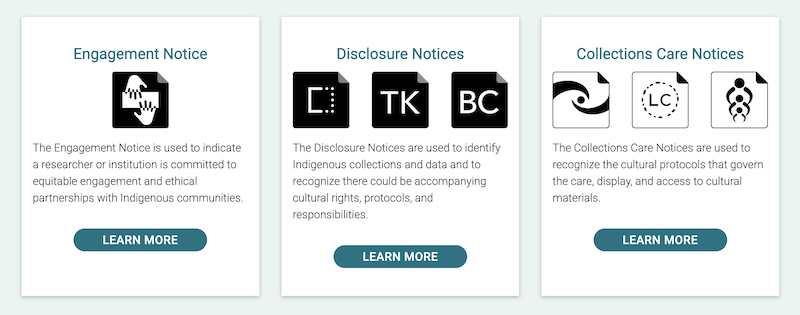 Engagement Notice
The Engagement Notice is used to indicate
a researcher or institution is committed to
equitable engagement and ethical
partnerships with Indigenous communities.
LEARN MORE
Disclosure Notices
TK
BC
The Disclosure Notices are used to identify
Indigenous collections and data and to
recognize there could be accompanying
cultural rights, protocols, and
responsibilities.
LEARN MORE
Collections Care Notices
LC
The Collections Care Notices are used to
recognize the cultural protocols that govern
the care, display, and access to cultural
materials.
LEARN MORE